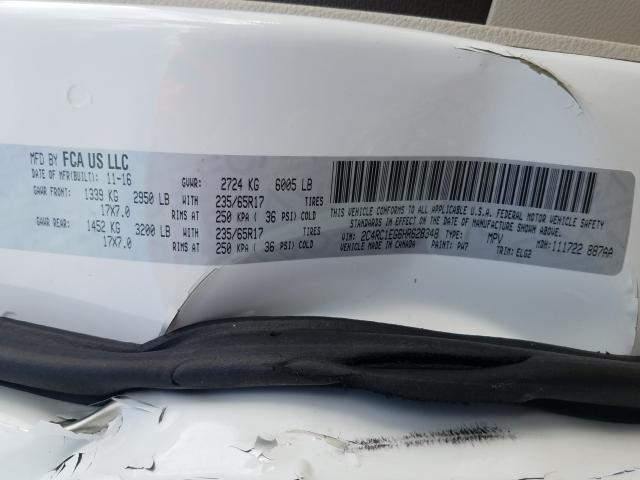 MFD BY FCA US LLC
DATE OF MFR(BUILT): 11-16 GVWR: 2724 KG 6005 LB
GAWR FRONT: 1339 KG 2950 LB WITH 235/65R17 TIRES
17X7.0 RIMS AT 250 KPA ( 36 PSI) COLD
GAWR REAR: 1452 KG 3200 LB WITH 235/65R17 TIRES
17X7.0 RIMS AT 250 KPA ( 36 PSI) COLD
THIS VEHICLE CONFORMS TO ALL APPLICABLE U.S.A. FEDERAL MOTOR VEHICLE SAFETY
STANDARDS IN EFFECT ON THE DATE OF MANUFACTURE SHOWN ABOVE.
VIN: 2C4RC1EG6HR628348 TYPE: MPV MDH: 111722 887AA
VEHICLE MADE IN CANADA PAINT: PW7 TRIM: ELG2